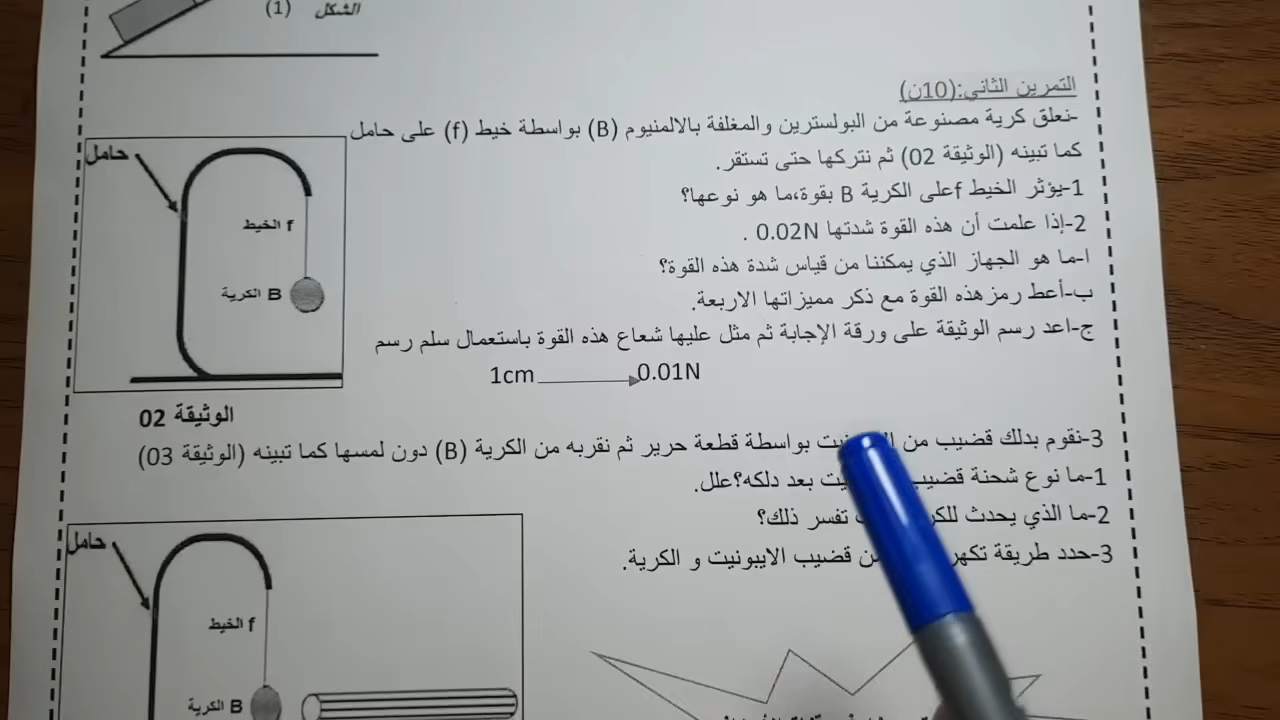 الشكل (1)
التمرين الثاني:(10ن)
-نعلق كرية مصنوعة من البولسترين والمغلفة بالالمنيوم (B) بواسطة خيط (f) على حامل
كما تبينه (الوثيقة 02) ثم نتركها حتى تستقر.
1-يؤثر الخيط fعلى الكرية B بقوة،ما هو نوعها؟
2-إذا علمت أن هذه القوة شدتها 0.02N .
ا-ما هو الجهاز الذي يمكننا من قياس شدة هذه القوة؟
ب-أعط رمزهذه القوة مع ذكر مميزاتها الاربعة.
ج-اعد رسم الوثيقة على ورقة الإجابة ثم مثل عليها شعاع هذه القوة باستعمال سلم رسم
1cm 0.01N
حامل
f الخيط
B الكرية
الوثيقة 02
3-نقوم بدلك قضيب من بواسطة قطعة حرير ثم نقربه من الكرية (B) دون لمسها كما تبينه (الوثيقة 03)
1-ما نوع شحنة قضيب بعد دلكه؟علل.
2-ما الذي يحدث تفسر ذلك؟
3-حدد طريقة قضيب الايبونيت و الكرية.
حامل
f الخيط
B الكرية